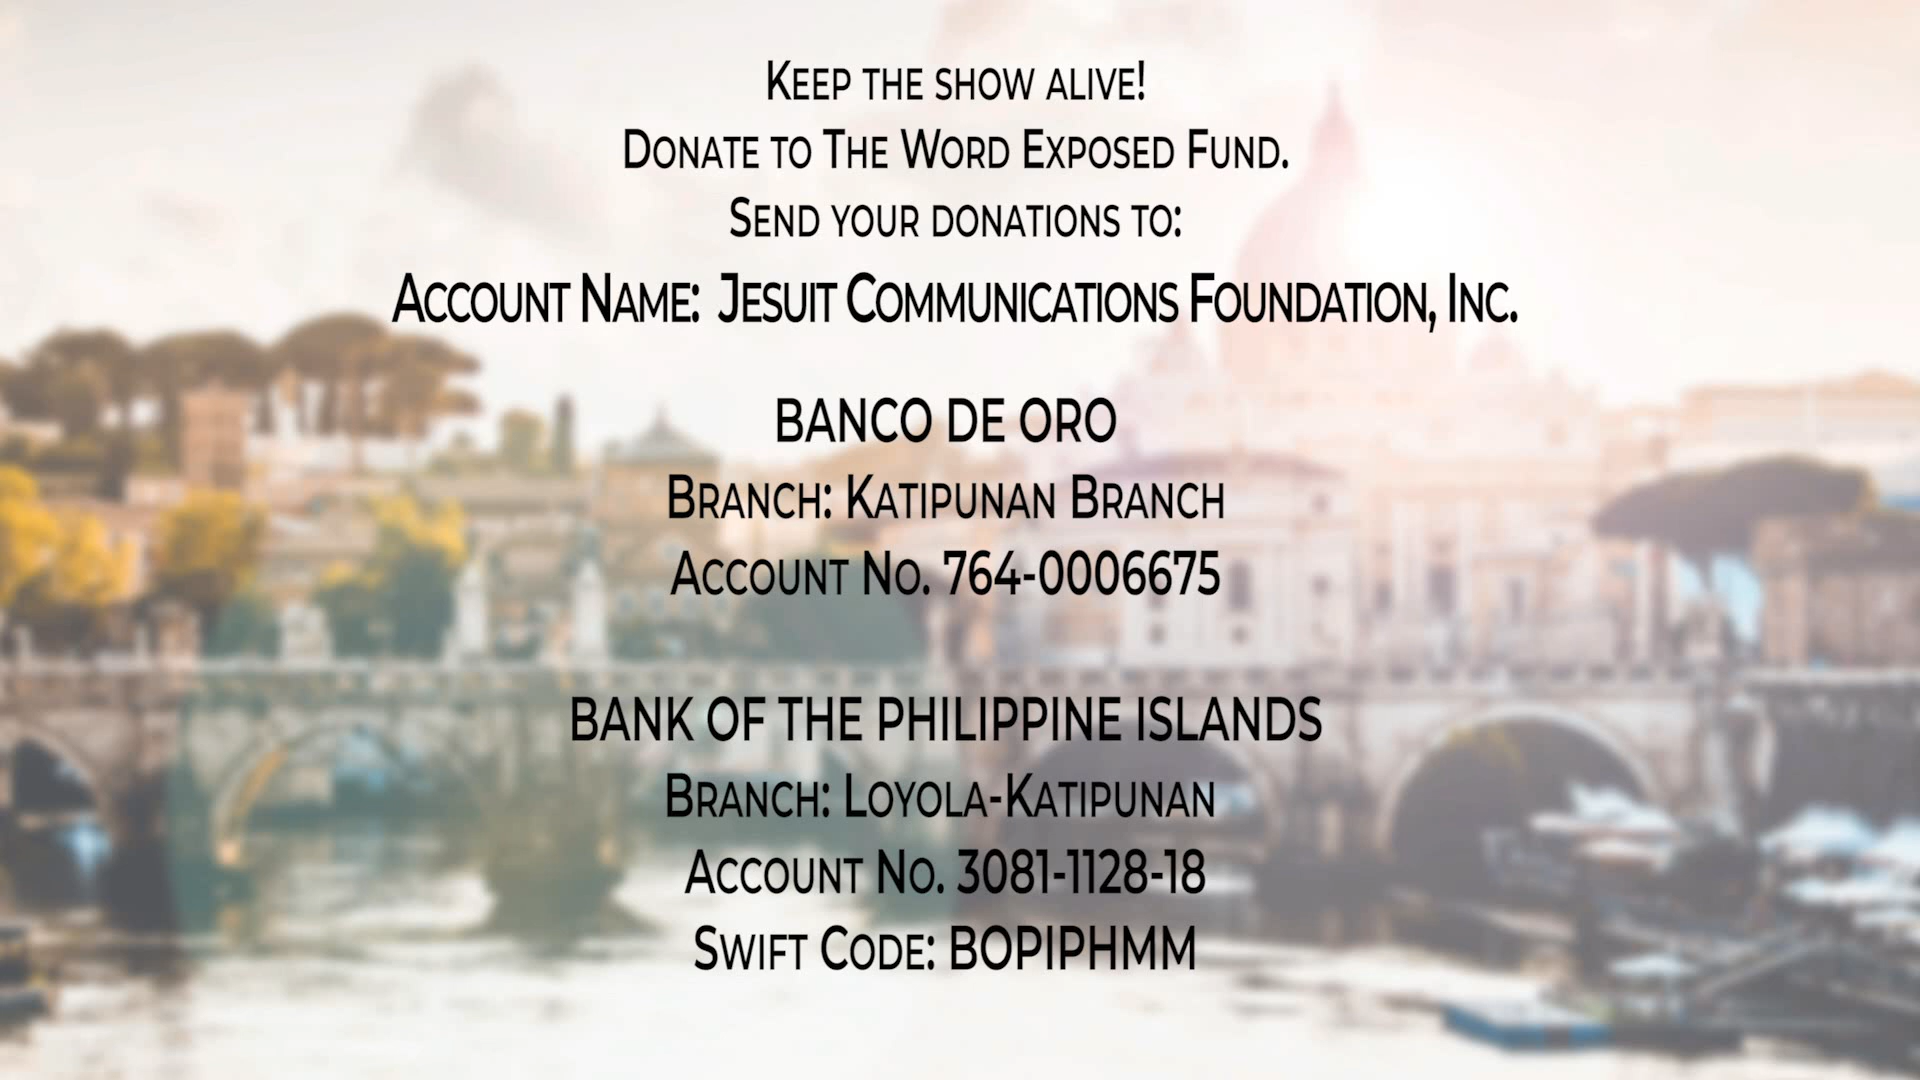 Keep the show alive!
Donate to The Word Exposed Fund.
Send your donations to:
Account Name: Jesuit Communications Foundation, Inc.
BANCO DE ORO
Branch: Katipunan Branch
Account No. 764-0006675
BANK OF THE PHILIPPINE ISLANDS
Branch: Loyola-Katipunan
Account No. 3081-1128-18
Swift Code: BOPIPHMM